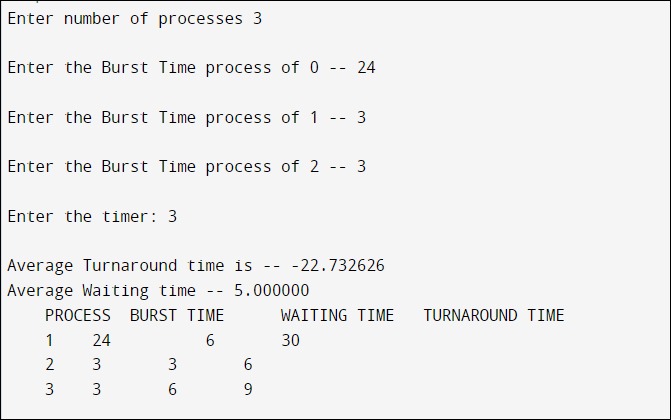 Enter number of processes 3
Enter the Burst Time process of 0 -- 24
Enter the Burst Time process of 1 -- 3
Enter the Burst Time process of 2 -- 3
Enter the timer: 3
Average Turnaround time is -- -22.732626
Average Waiting time -- 5.000000
PROCESS BURST TIME WAITING TIME TURNAROUND TIME
1 24 6 30
2 3 3 6
3 3 6 9